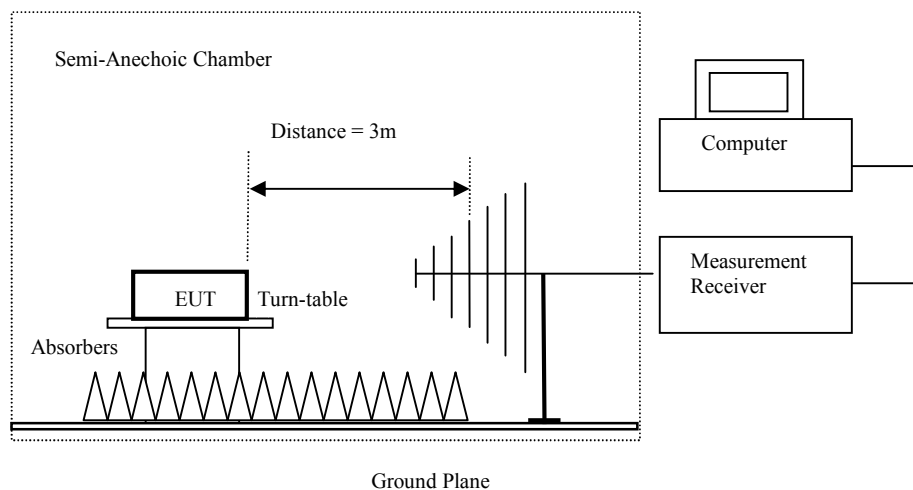 Semi-Anechoic Chamber
Distance = 3m
Computer
Measurement
Receiver
EUT
Turn-table
Absorbers
Ground Plane